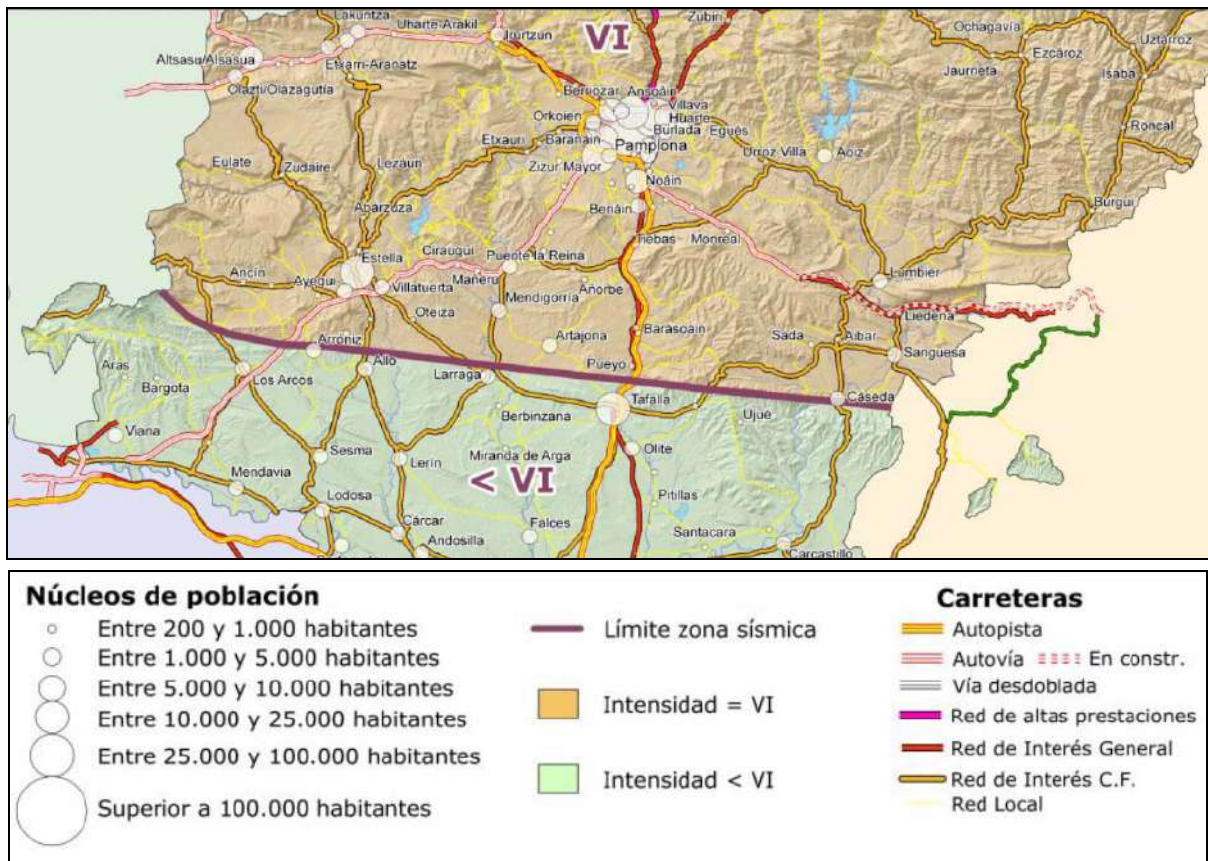 Lakuntza
Uharte-Arakil
Irurtzun
VI
Zubiri
Ochagavía
Uztárroz
Ezcároz
Altsasu/Alsasua
Etxarri-Aranatz
Jaurrieta
Isaba
Olazti/Olazagutía
Berriozar
Ansoáin
Villava
Orkoien
Huarte
Burlada
Egüés
Roncal
Etxauri
Barañain
Pamplona
Urroz Villa
Aoiz
Eulate
Zudaire
Lezaun
Zizur Mayor
Noáin
Burgui
Abárzuza
Beriáin
Tiebas
Monreal
Estella
Cirauqui
Puente la Reina
Lumbier
Ancín
Ayegui
Villatuerta
Mañeru
Añorbe
Mendigorría
Oteiza
Liédena
Barásoain
Sada
Aibar
Artajona
Arróniz
Sangüesa
Aras
Allo
Pueyo
Bargota
Los Arcos
Larraga
Tafalla
Cáseda
Berbinzana
Ujué
Viana
Sesma
Lerín
Miranda de Arga
Olite
Mendavia
< VI
Pitillas
Lodosa
Cárcar
Falces
Santacara
Andosilla
Carcastillo
Núcleos de población
Entre 200 y 1.000 habitantes
Entre 1.000 y 5.000 habitantes
Entre 5.000 y 10.000 habitantes
Entre 10.000 y 25.000 habitantes
Entre 25.000 y 100.000 habitantes
Superior a 100.000 habitantes
Límite zona sísmica
Intensidad = VI
Intensidad < VI
Carreteras
Autopista
Autovía
En constr.
Vía desdoblada
Red de altas prestaciones
Red de Interés General
Red de Interés C.F.
Red Local